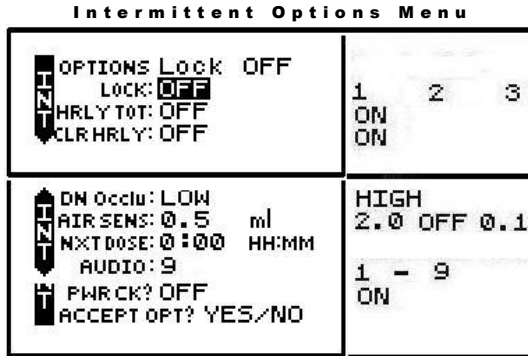 Intermittent Options Menu
INT
OPTIONS Lock OFF
LOCK: OFF
HRLY TOT: OFF
CLR HRLY: OFF
1 2 3
ON
ON
INT
DN Occlu: LOW
AIR SENS: 0.5 ml
NXT DOSE: 0:00 HH:MM
AUDIO: 9
PWR CK? OFF
ACCEPT OPT? YES/NO
HIGH
2.0 OFF 0.1
1 - 9
ON